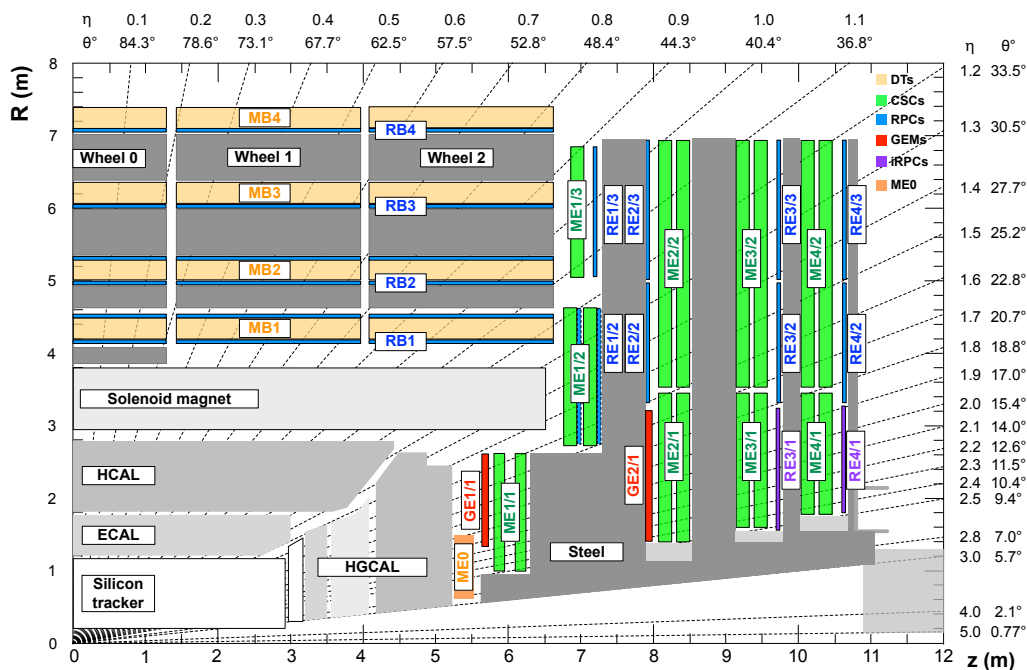 η 0.1 0.2 0.3 0.4 0.5 0.6 0.7 0.8 0.9 1.0 1.1
θ° 84.3° 78.6° 73.1° 67.7° 62.5° 57.5° 52.8° 48.4° 44.3° 40.4° 36.8° η θ°
R (m)
8
7
6
5
4
3
2
1
0
1.2 33.5°
1.3 30.5°
1.4 27.7°
1.5 25.2°
1.6 22.8°
1.7 20.7°
1.8 18.8°
1.9 17.0°
2.0 15.4°
2.1 14.0°
2.2 12.6°
2.3 11.5°
2.4 10.4°
2.5 9.4°
2.8 7.0°
3.0 5.7°
4.0 2.1°
5.0 0.77°
DTs
CSCs
RPCs
GEMs
iRPCs
ME0
MB4
RB4
Wheel 0
Wheel 1
Wheel 2
MB3
RB3
MB2
RB2
MB1
RB1
ME1/3
RE1/3
RE2/3
ME2/2
ME3/2
RE3/3
ME4/2
RE4/3
ME1/2
RE1/2
RE2/2
RE3/2
RE4/2
Solenoid magnet
HCAL
ECAL
Silicon
tracker
HGCAL
GE1/1
ME1/1
ME0
Steel
GE2/1
ME2/1
ME3/1
RE3/1
ME4/1
RE4/1
0 1 2 3 4 5 6 7 8 9 10 11 12
z (m)